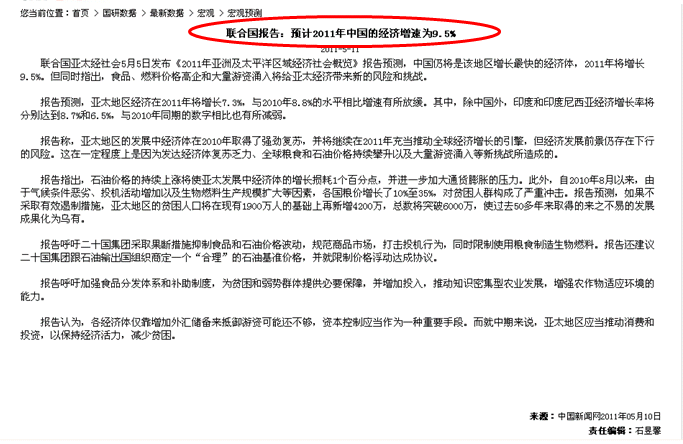 您当前位置：首页 > 国研数据 > 最新数据 > 宏观 > 宏观预测
联合国报告：预计2011年中国的经济增速为9.5%
2011-5-11
联合国亚太经社会5月5日发布《2011年亚洲及太平洋区域经济社会概览》报告预测，中国仍将是该地区增长最快的经济体，2011年将增长
9.5%。但同时指出，食品、燃料价格高企和大量游资涌入将给亚太经济带来新的风险和挑战。
报告预测，亚太地区经济在2011年将增长7.3%，与2010年8.8%的水平相比增速有所放缓。其中，除中国外，印度和印度尼西亚经济增长率将
分别达到8.7%和6.5%，与2010年同期的数字相比也有所减弱。
报告称，亚太地区的发展中经济体在2010年取得了强劲复苏，并将继续在2011年充当推动全球经济增长的引擎，但经济发展前景仍存在下行
的风险。这在一定程度上是因为发达经济体复苏乏力、全球粮食和石油价格持续攀升以及大量游资涌入等新挑战所造成的。
报告指出，石油价格的持续上涨将使亚太发展中经济体的增长损耗1个百分点，并进一步加大通货膨胀的压力。此外，自2010年8月以来，由
于气候条件恶劣、投机活动增加以及生物燃料生产规模扩大等因素，各国粮价增长了10%至35%，对贫困人群构成了严重冲击。报告预测，如果不
采取有效遏制措施，亚太地区的贫困人口将在现有1900万人的基础上再新增4200万，总数将突破6000万，使过去50多年来取得的来之不易的发展
成果化为乌有。
报告呼吁二十国集团采取果断措施抑制食品和石油价格波动，规范商品市场，打击投机行为，同时限制使用粮食制造生物燃料。报告还建议
二十国集团跟石油输出国组织商定一个“合理”的石油基准价格，并就限制价格浮动达成协议。
报告呼吁加强食品分发体系和补助制度，为贫困和弱势群体提供必要保障，并增加投入，推动知识密集型农业发展，增强农作物适应环境的
能力。
报告认为，各经济体仅靠增加外汇储备来抵御游资可能还不够，资本控制应当作为一种重要手段。而就中期来说，亚太地区应当推动消费和
投资，以保持经济活力，减少贫困。
来源：中国新闻网2011年05月10日
责任编辑：石昱馨